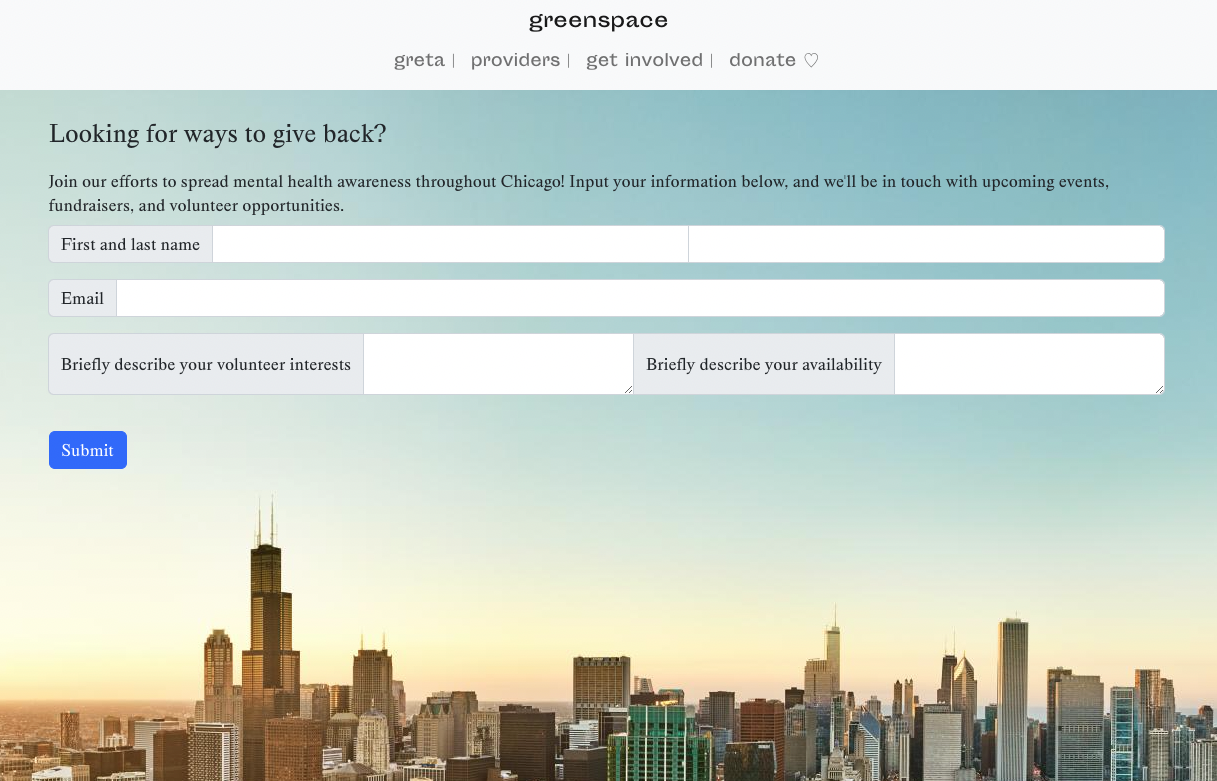 greenspace
greta | providers | get involved | donate ♡
Looking for ways to give back?
Join our efforts to spread mental health awareness throughout Chicago! Input your information below, and we'll be in touch with upcoming events,
fundraisers, and volunteer opportunities.
First and last name
Email
Briefly describe your volunteer interests
Briefly describe your availability
Submit